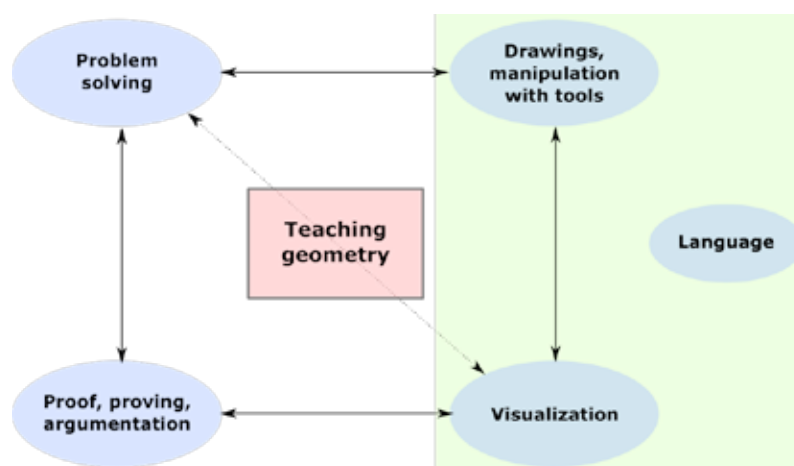 Problem
solving
Drawings,
manipulation
with tools
Teaching
geometry
Language
Proof, proving,
argumentation
Visualization